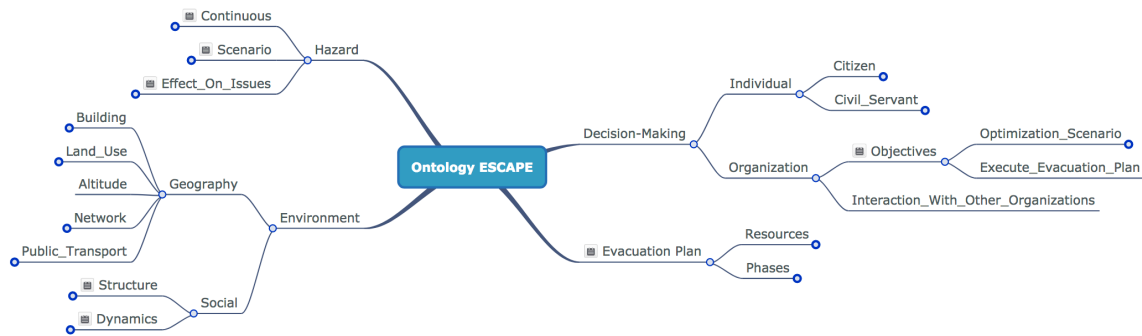 Ontology ESCAPE
Hazard
Continuous
Scenario
Effect_On_Issues
Environment
Geography
Building
Land_Use
Altitude
Network
Public_Transport
Social
Structure
Dynamics
Decision-Making
Individual
Citizen
Civil_Servant
Organization
Objectives
Optimization_Scenario
Execute_Evacuation_Plan
Interaction_With_Other_Organizations
Evacuation Plan
Resources
Phases